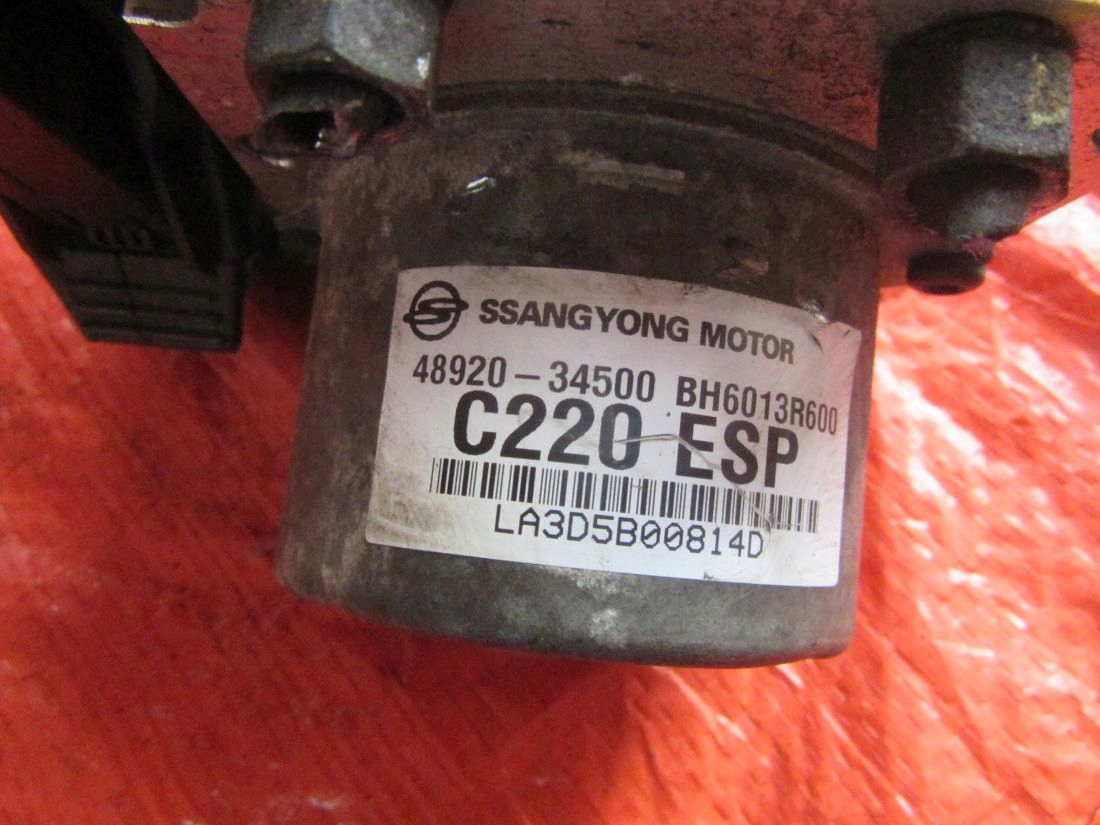 SSANGYONG MOTOR
48920-34500 BH6013R600
C220 ESP
LA3D5B00814D